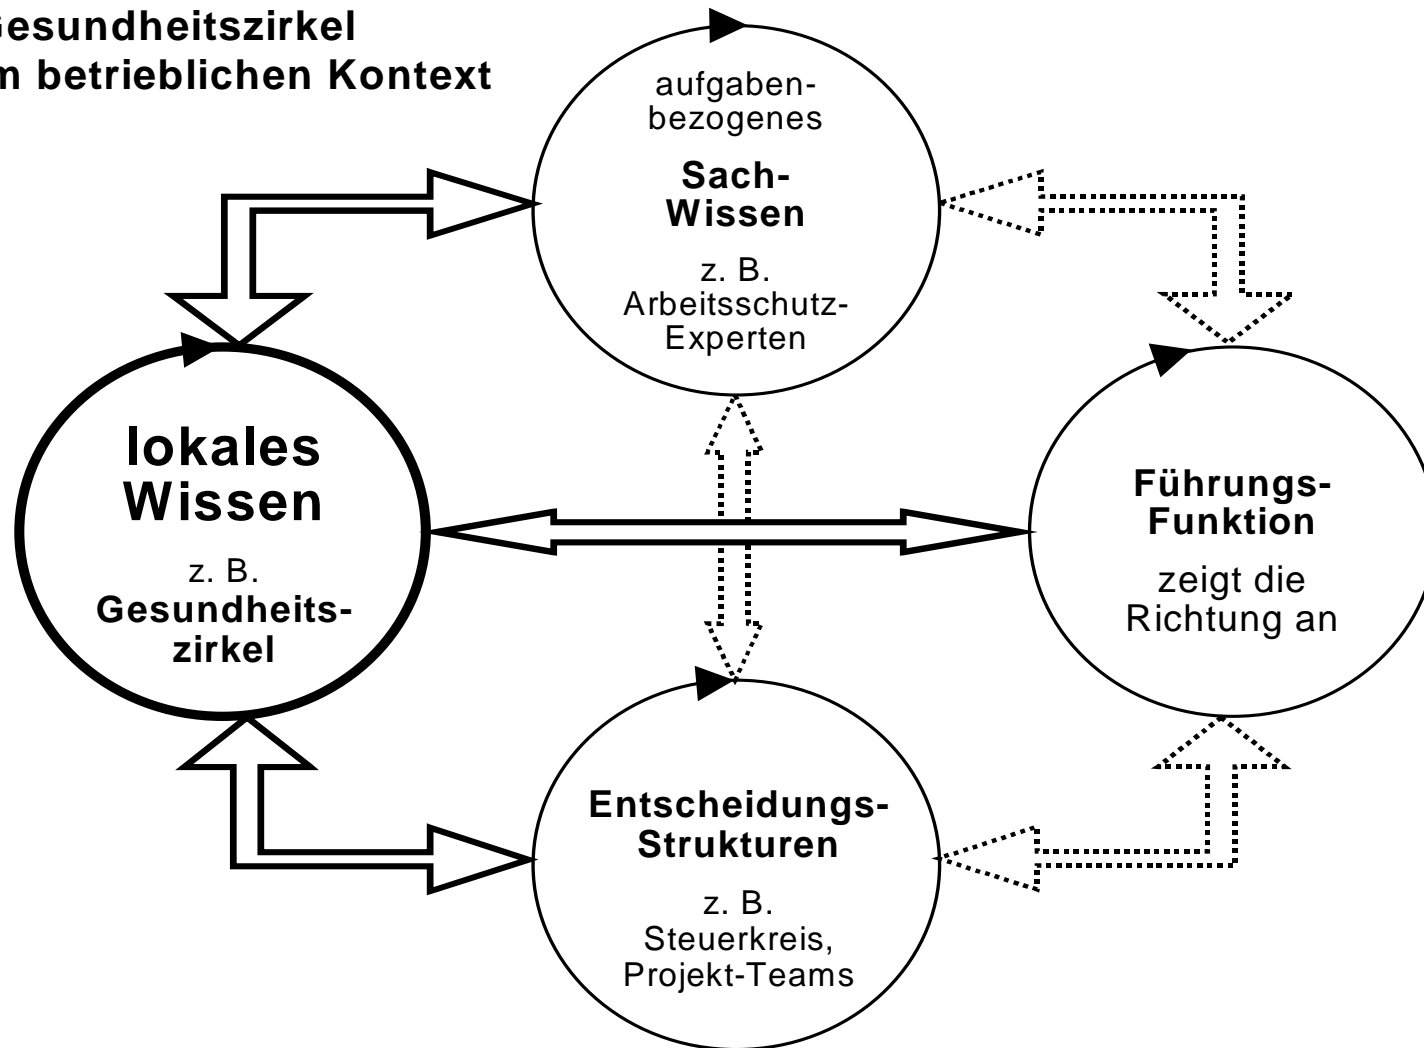 Gesundheitszirkel
m betrieblichen Kontext
aufgaben-
bezogenes
Sach-
Wissen
z. B.
Arbeitsschutz-
Experten
lokales
Wissen
z. B.
Gesundheits-
zirkel
Führungs-
Funktion
zeigt die
Richtung an
Entscheidungs-
Strukturen
z. B.
Steuerkreis,
Projekt-Teams